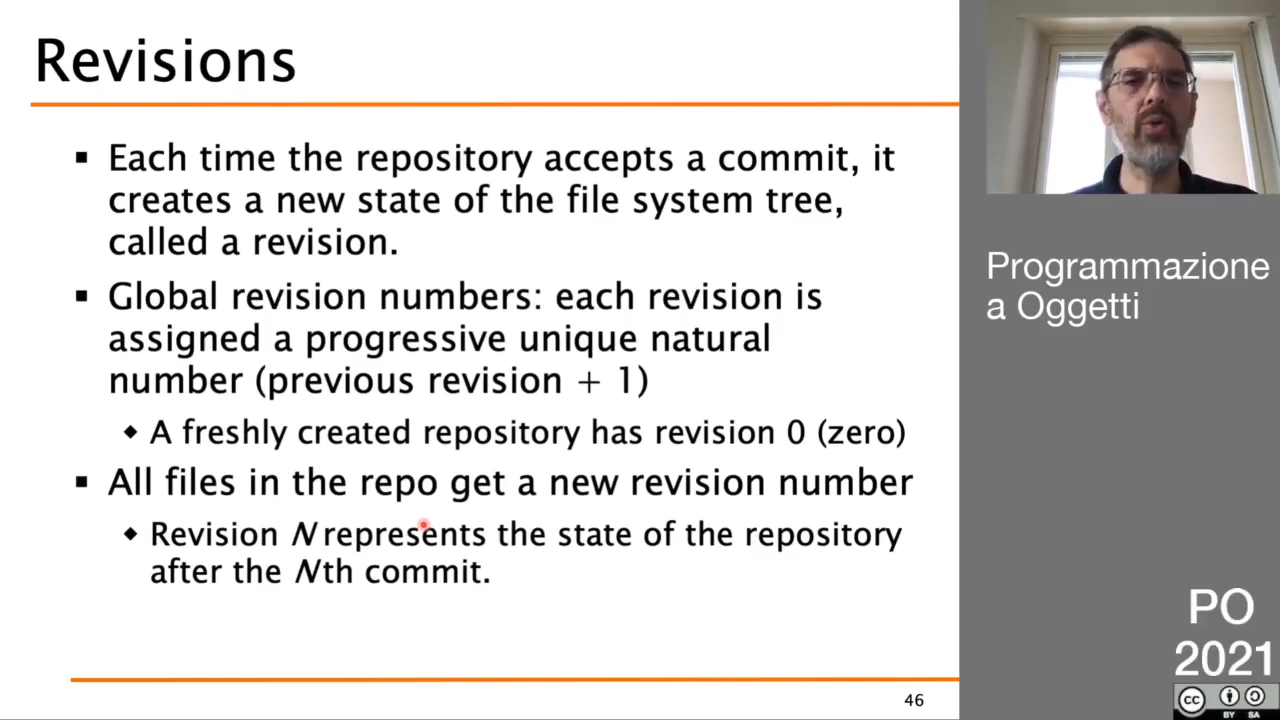 Revisions
▪ Each time the repository accepts a commit, it
creates a new state of the file system tree,
called a revision.
▪ Global revision numbers: each revision is
assigned a progressive unique natural
number (previous revision + 1)
◆ A freshly created repository has revision 0 (zero)
▪ All files in the repo get a new revision number
◆ Revision N represents the state of the repository
after the Nth commit.
46
Programmazione
a Oggetti
PO
2021
cc
BY SA